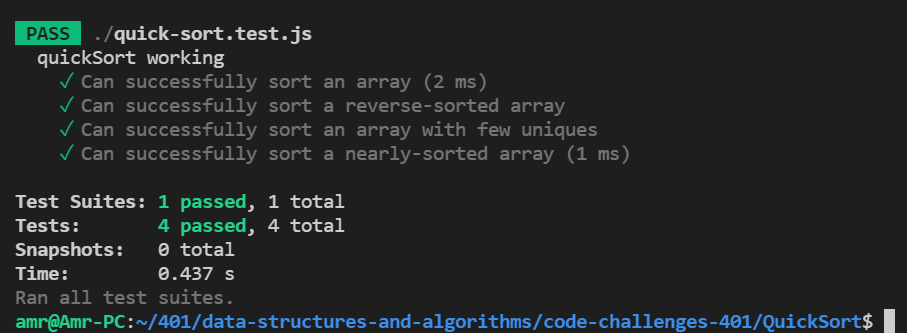 PASS ./quick-sort.test.js
quickSort working
✓ Can successfully sort an array (2 ms)
✓ Can successfully sort a reverse-sorted array
✓ Can successfully sort an array with few uniques
✓ Can successfully sort a nearly-sorted array (1 ms)
Test Suites: 1 passed, 1 total
Tests: 4 passed, 4 total
Snapshots: 0 total
Time: 0.437 s
Ran all test suites.
amr@Amr-PC:~/401/data-structures-and-algorithms/code-challenges-401/QuickSort$